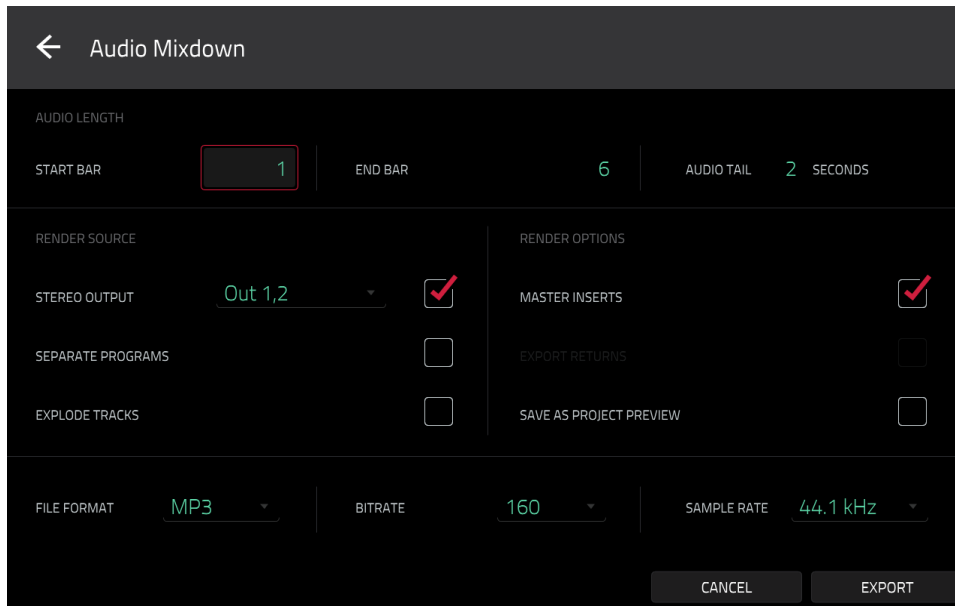 Audio Mixdown
AUDIO LENGTH
START BAR 1 END BAR 6 AUDIO TAIL 2 SECONDS
RENDER SOURCE RENDER OPTIONS
STEREO OUTPUT Out 1,2 MASTER INSERTS
SEPARATE PROGRAMS EXPORT RETURNS
EXPLODE TRACKS SAVE AS PROJECT PREVIEW
FILE FORMAT MP3 BITRATE 160 SAMPLE RATE 44.1 kHz
CANCEL EXPORT